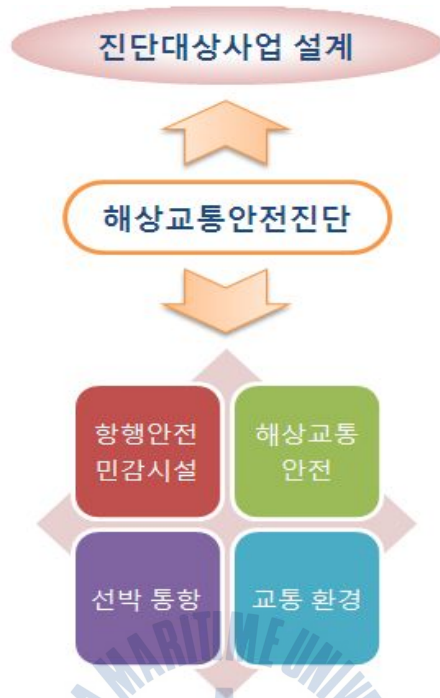 진단대상사업 설계
해상교통안전진단
항행안전
민감시설
해상교통
안전
선박 통항
교통 환경
A MARITIME UNIV